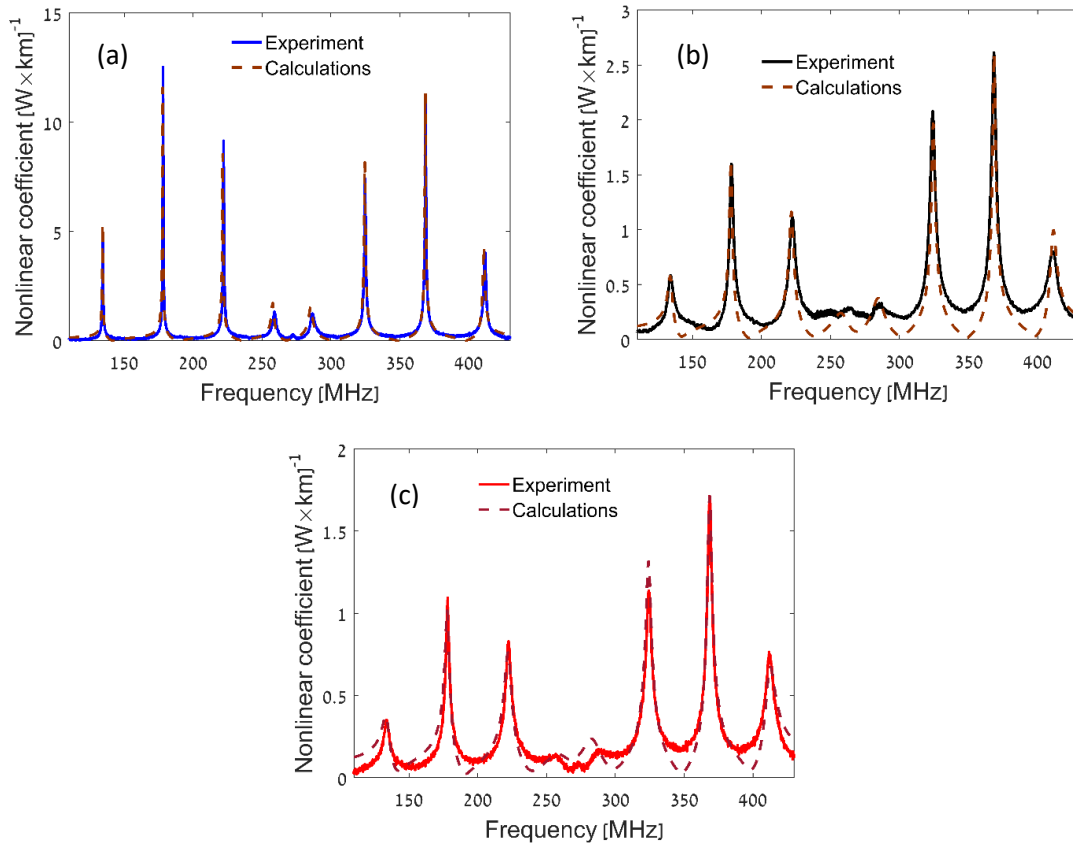 (a)
Experiment
Calculations
Nonlinear coefficient [W×km]⁻¹
15
10
5
0
150 200 250 300 350 400
Frequency [MHz]
(b)
Experiment
Calculations
Nonlinear coefficient [W×km]⁻¹
3
2.5
2
1.5
1
0.5
0
150 200 250 300 350 400
Frequency [MHz]
(c)
Experiment
Calculations
Nonlinear coefficient [W×km]⁻¹
2
1.5
1
0.5
0
150 200 250 300 350 400
Frequency [MHz]